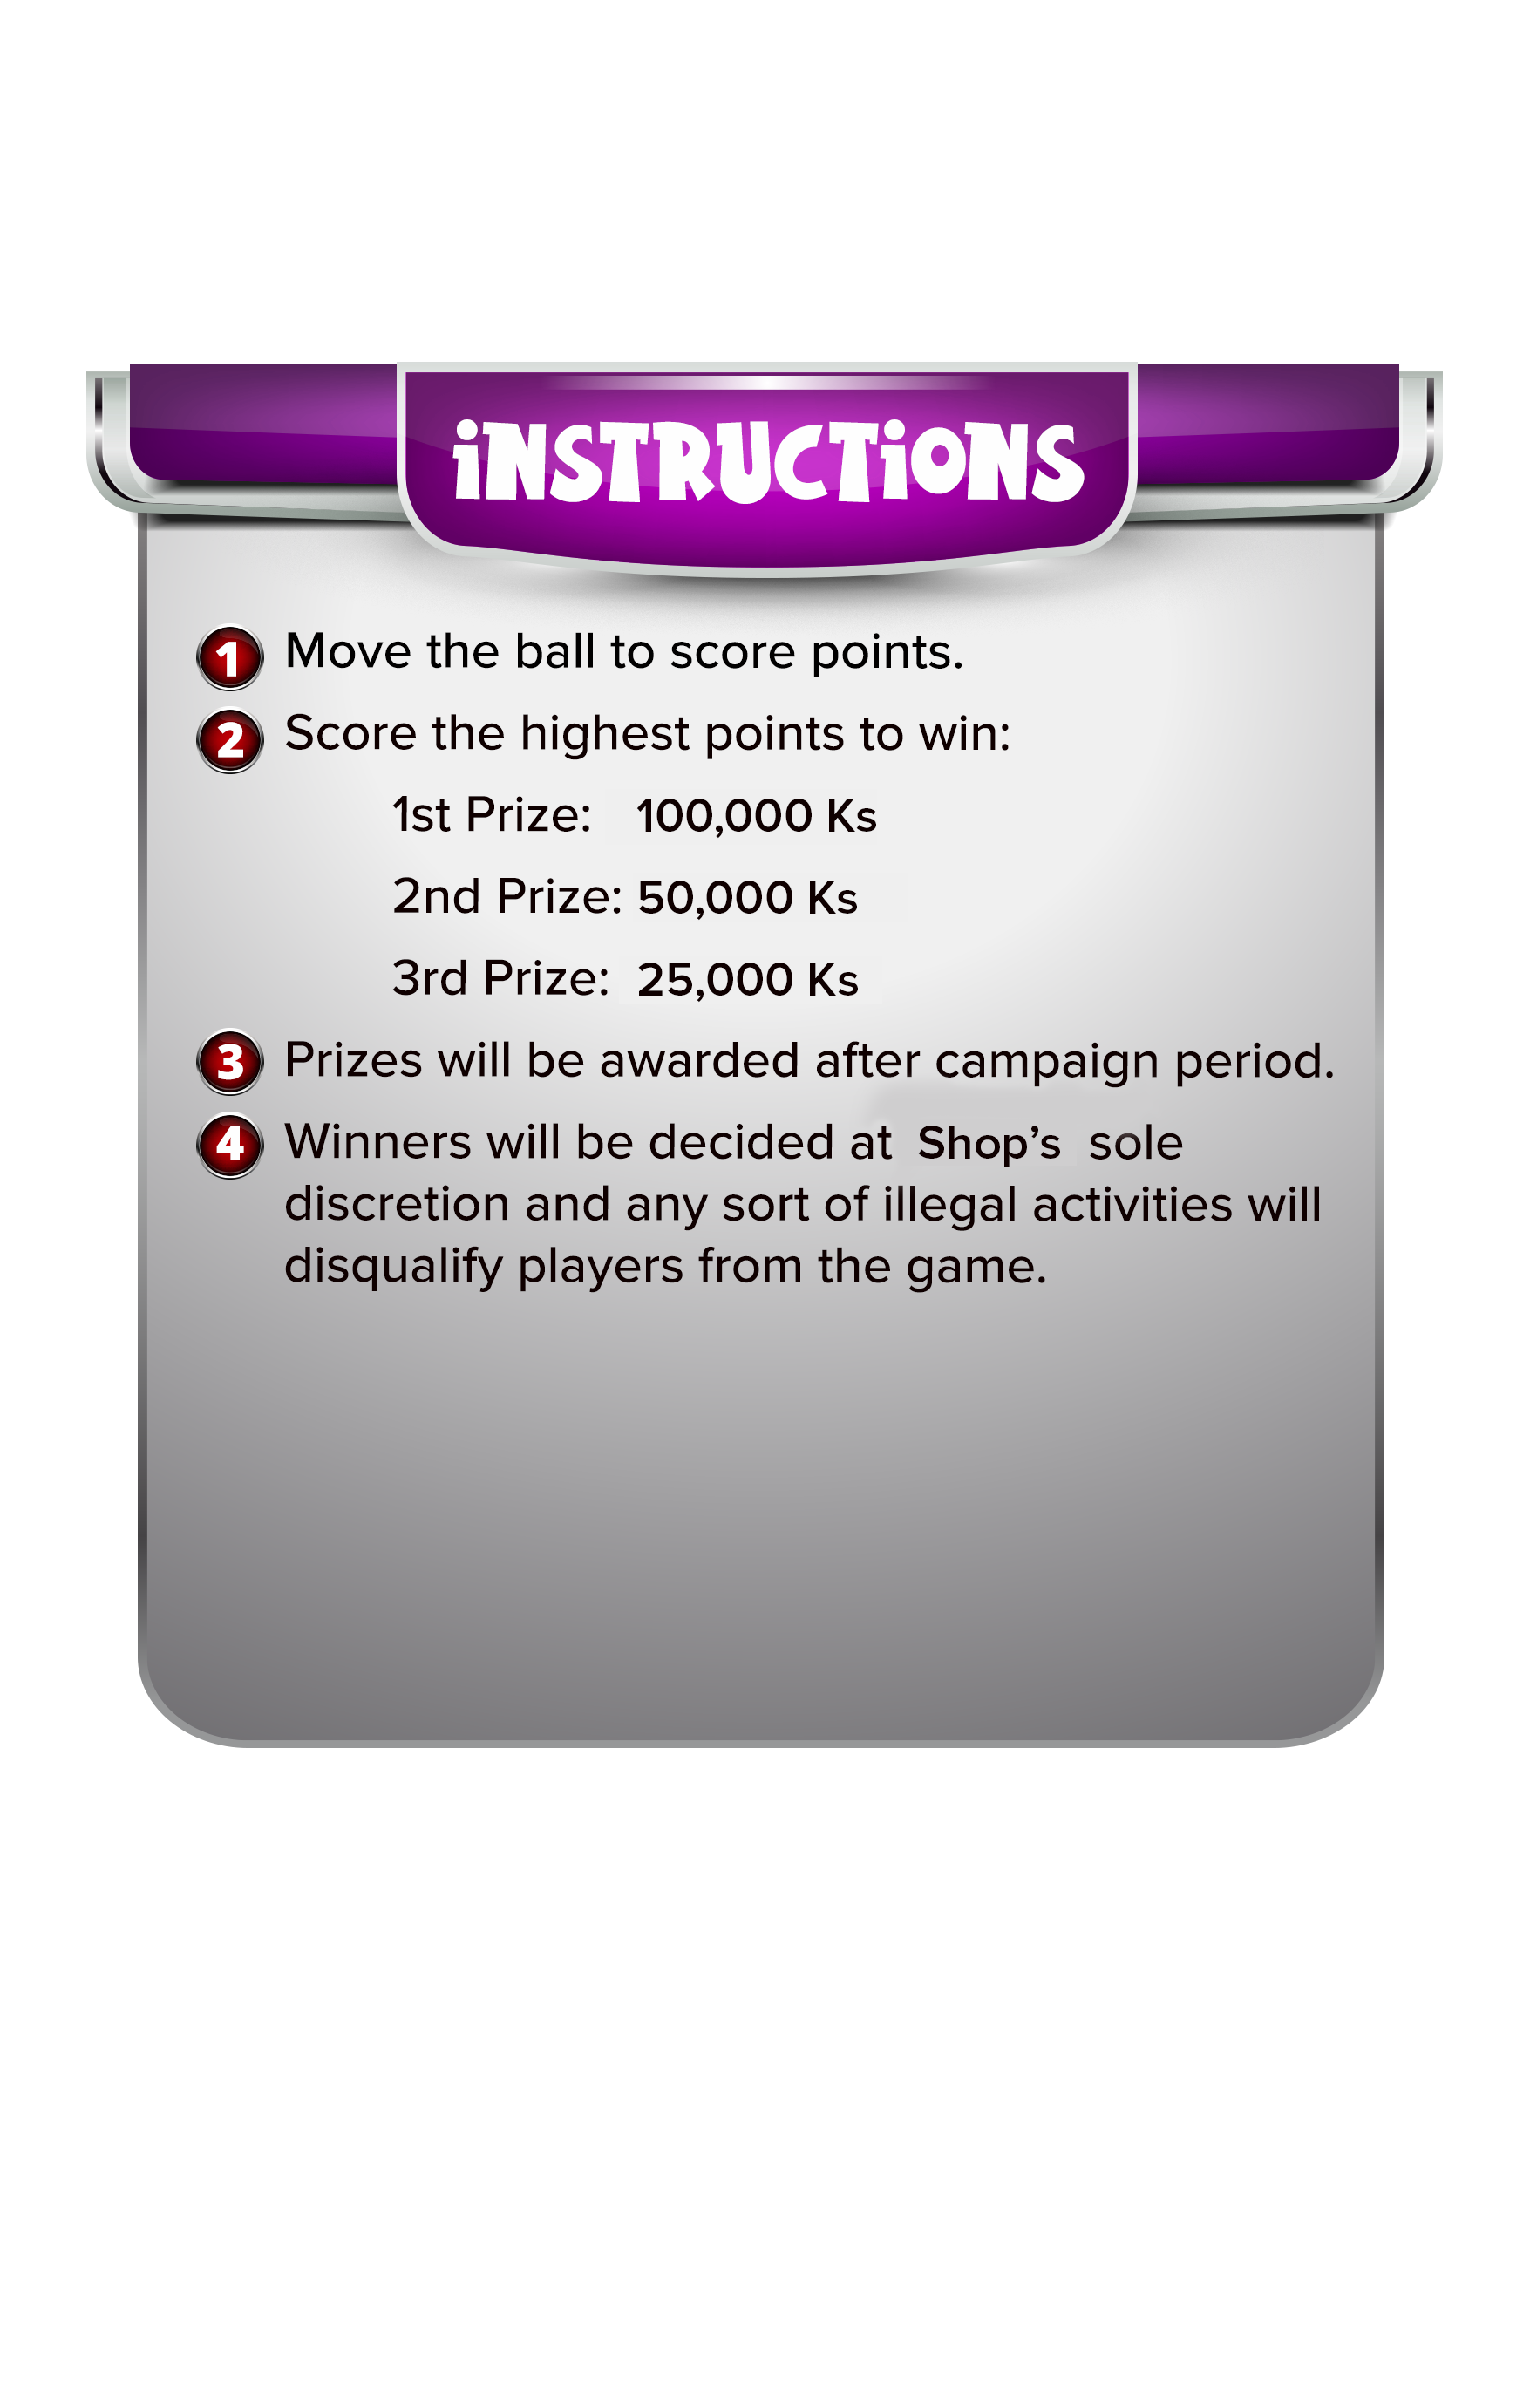 iNSTRUCTiONS
1 Move the ball to score points.
2 Score the highest points to win:
1st Prize: 100,000 Ks
2nd Prize: 50,000 Ks
3rd Prize: 25,000 Ks
3 Prizes will be awarded after campaign period.
4 Winners will be decided at Shop’s sole
discretion and any sort of illegal activities will
disqualify players from the game.